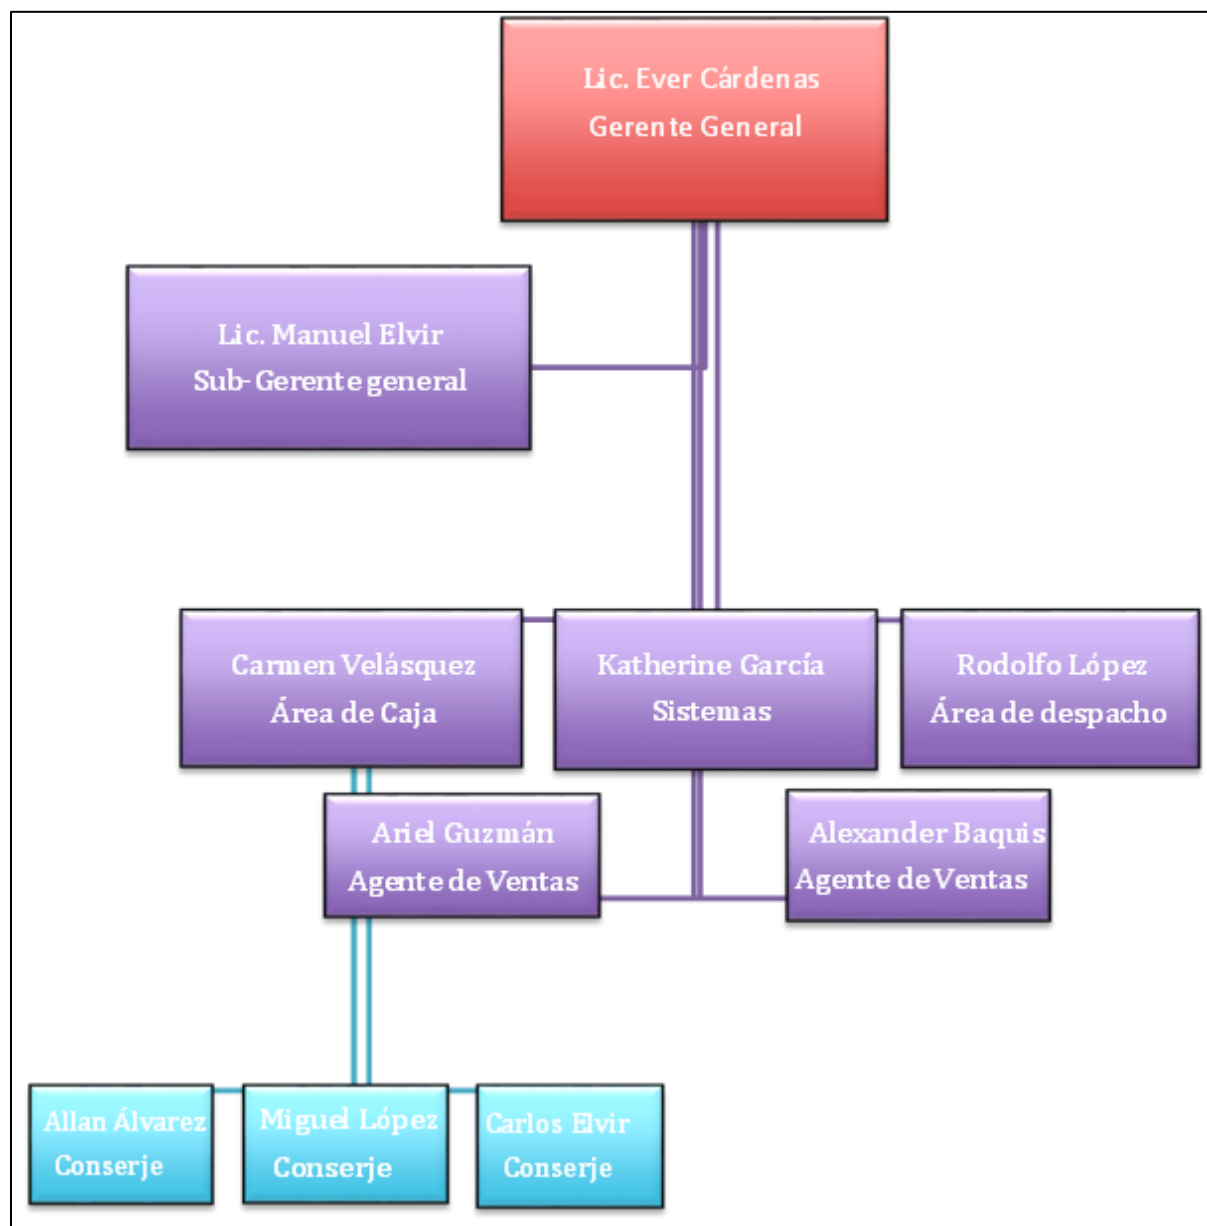 Lic. Ever Cárdenas
Gerente General
Lic. Manuel Elvir
Sub-Gerente general
Carmen Velásquez
Área de Caja
Katherine García
Sistemas
Rodolfo López
Área de despacho
Ariel Guzmán
Agente de Ventas
Alexander Baquis
Agente de Ventas
Allan Álvarez
Conserje
Miguel López
Conserje
Carlos Elvir
Conserje